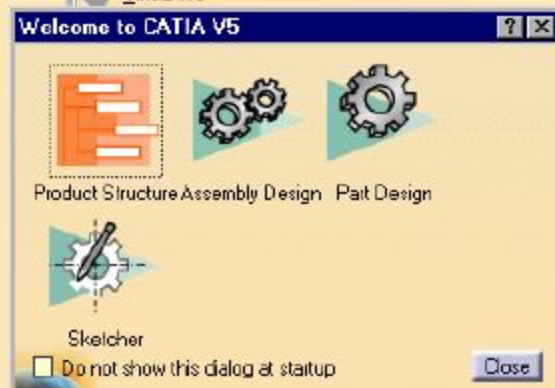 Welcome to CATIA V5
Product Structure Assembly Design Part Design
Sketcher
Do not show this dialog at startup
Close